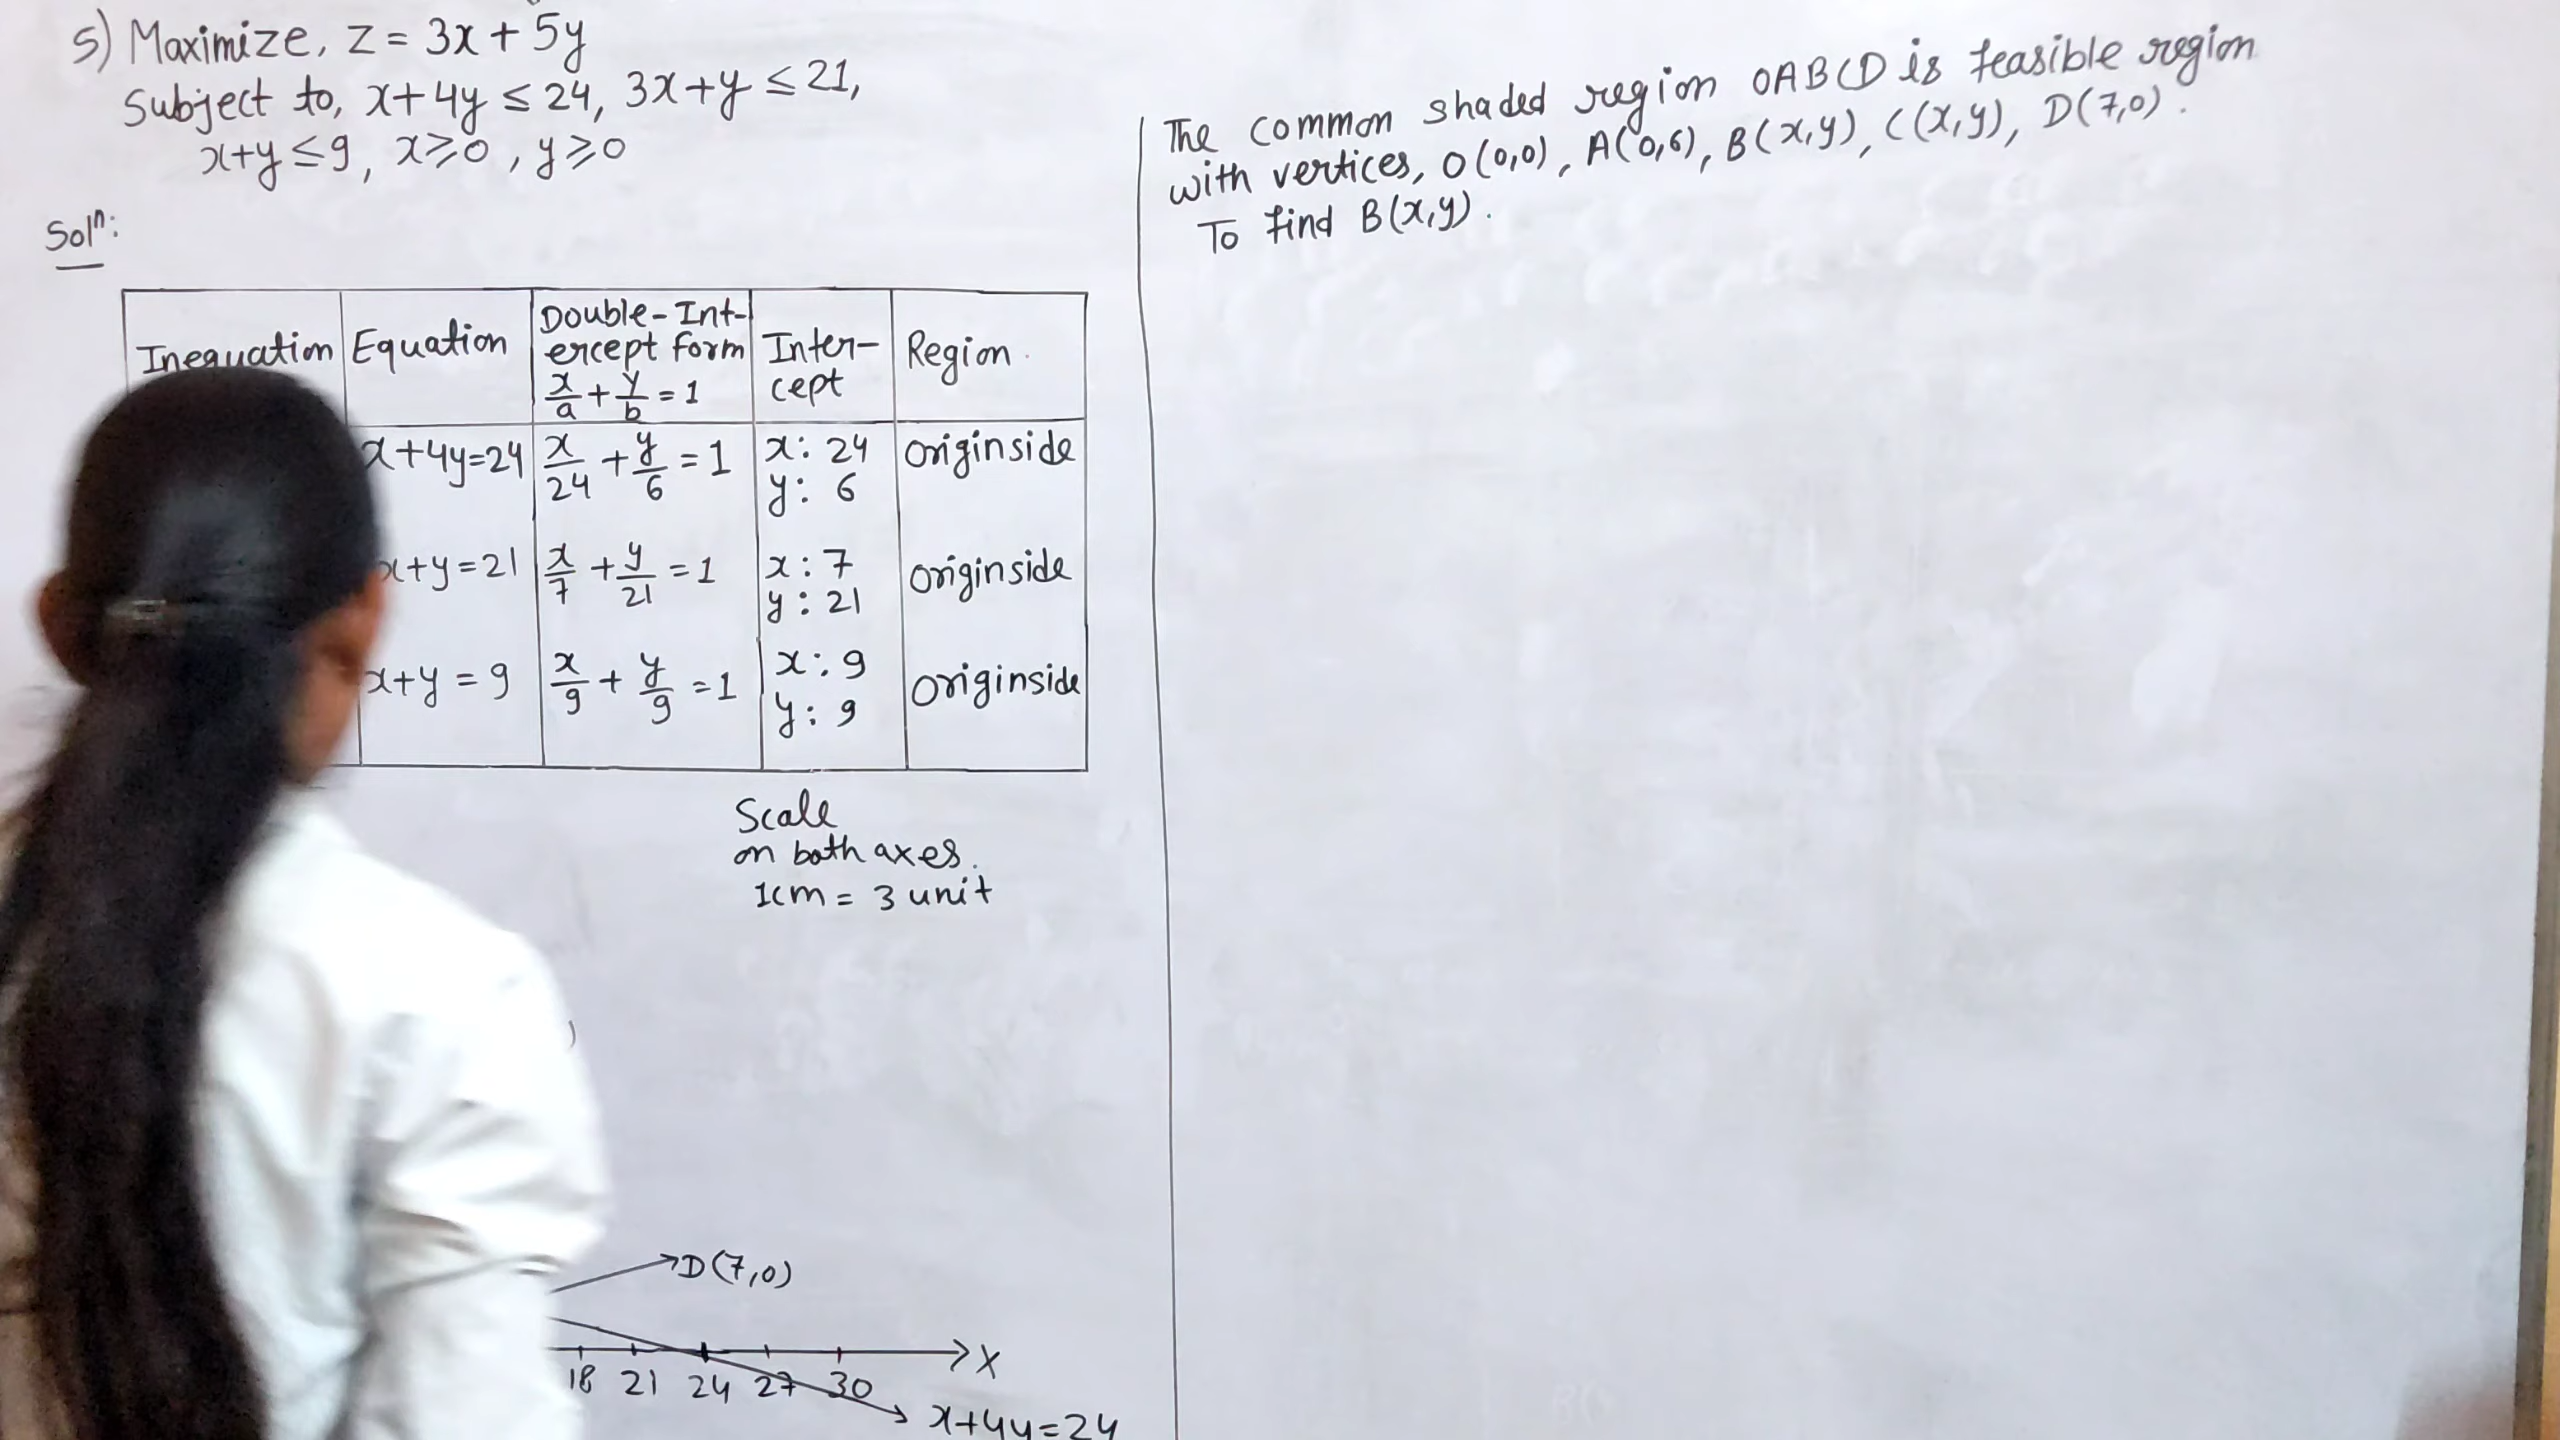 5) Maximize, z = 3x + 5y
Subject to, x+4y ≤ 24, 3x+y ≤ 21,
x+y ≤ 9, x ≥ 0, y ≥ 0
Solⁿ:
Inequation Equation Double-Int-ercept form x/a + y/b = 1 Inter-cept Region
x+4y=24 x/24 + y/6 = 1 x: 24 y: 6 originside
x+y=21 x/7 + y/21 = 1 x: 7 y: 21 originside
x+y = 9 x/9 + y/9 = 1 x: 9 y: 9 originside
Scale
on both axes.
1cm = 3 unit
D(7,0)
X
18 21 24 27 30
x+4y=24
The common shaded region OABCD is feasible region
with vertices, O(0,0), A(0,6), B(x,y), C(x,y), D(7,0).
To find B(x,y).